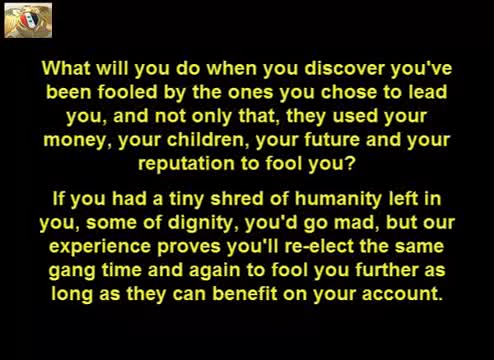 What will you do when you discover you've
been fooled by the ones you chose to lead
you, and not only that, they used your
money, your children, your future and your
reputation to fool you?
If you had a tiny shred of humanity left in
you, some of dignity, you'd go mad, but our
experience proves you'll re-elect the same
gang time and again to fool you further as
long as they can benefit on your account.